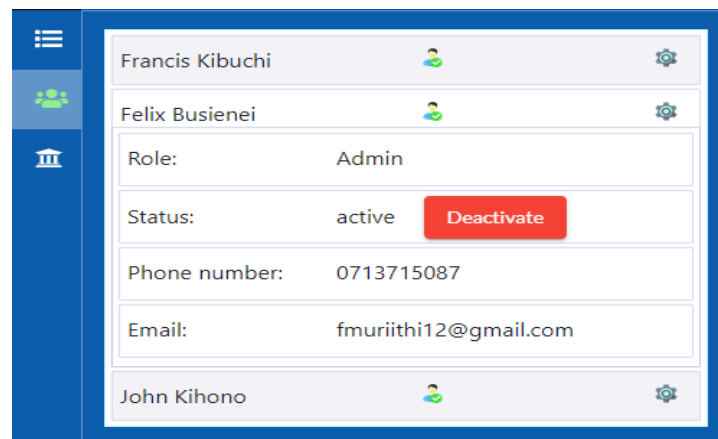 Francis Kibuchi
Felix Busienei
Role: Admin
Status: active Deactivate
Phone number: 0713715087
Email: fmuriithi12@gmail.com
John Kihono